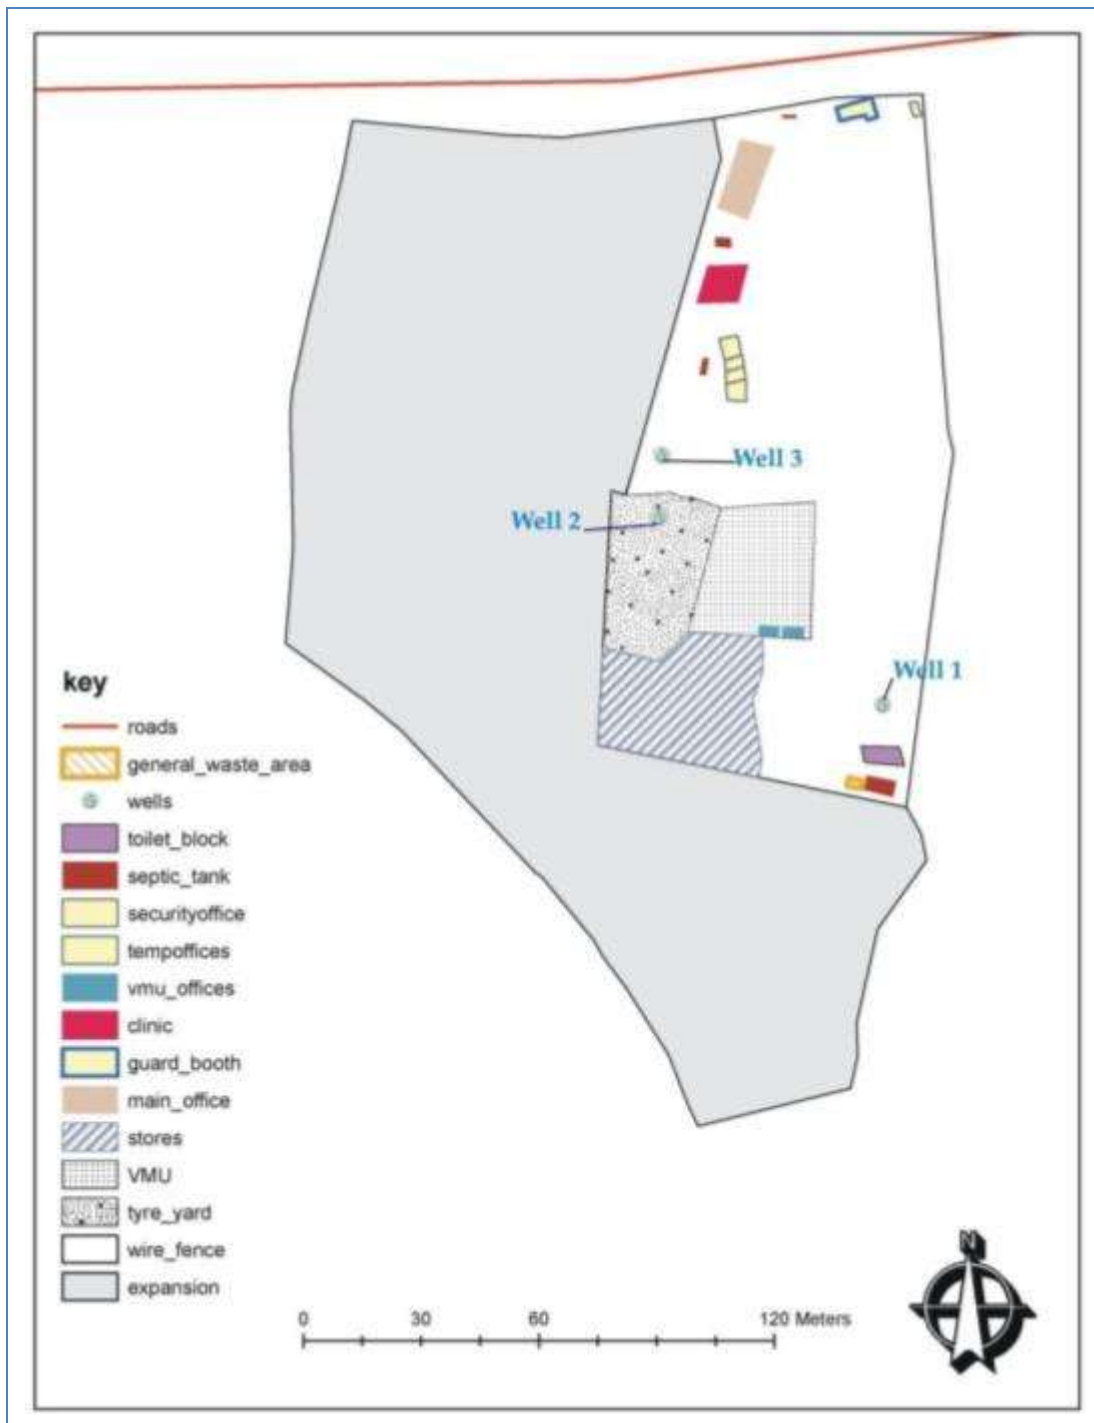 Well 3
Well 2
Well 1
key
roads
general_waste_area
wells
toilet_block
septic_tank
securityoffice
tempoffices
vmu_offices
clinic
guard_booth
main_office
stores
VMU
tyre_yard
wire_fence
expansion
0 30 60 120 Meters
N